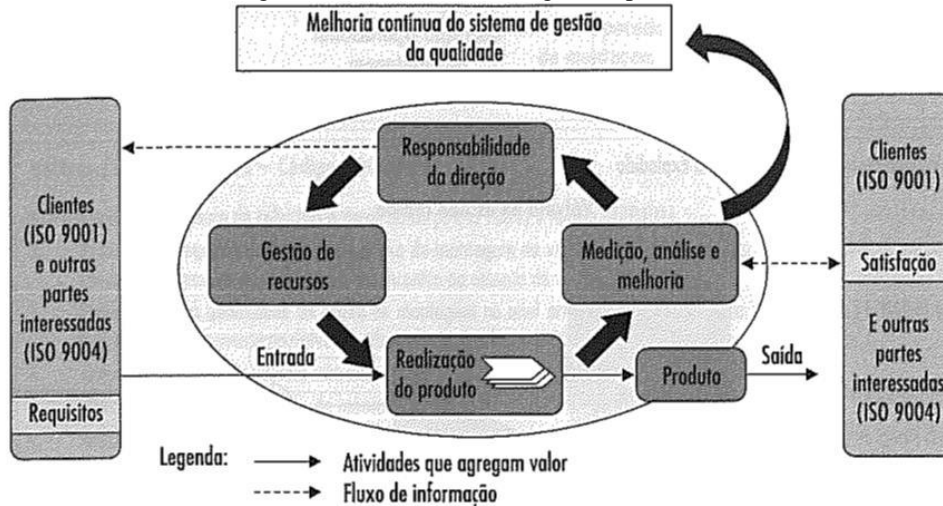 Melhoria contínua do sistema de gestão
da qualidade
Clientes
(ISO 9001)
e outras
partes
interessadas
(ISO 9004)
Requisitos
Responsabilidade
da direção
Gestão de
recursos
Medição, análise e
melhoria
Entrada
Realização
do produto
Produto
Saída
Clientes
(ISO 9001)
Satisfação
E outras
partes
interessadas
(ISO 9004)
Legenda:
Atividades que agregam valor
Fluxo de informação